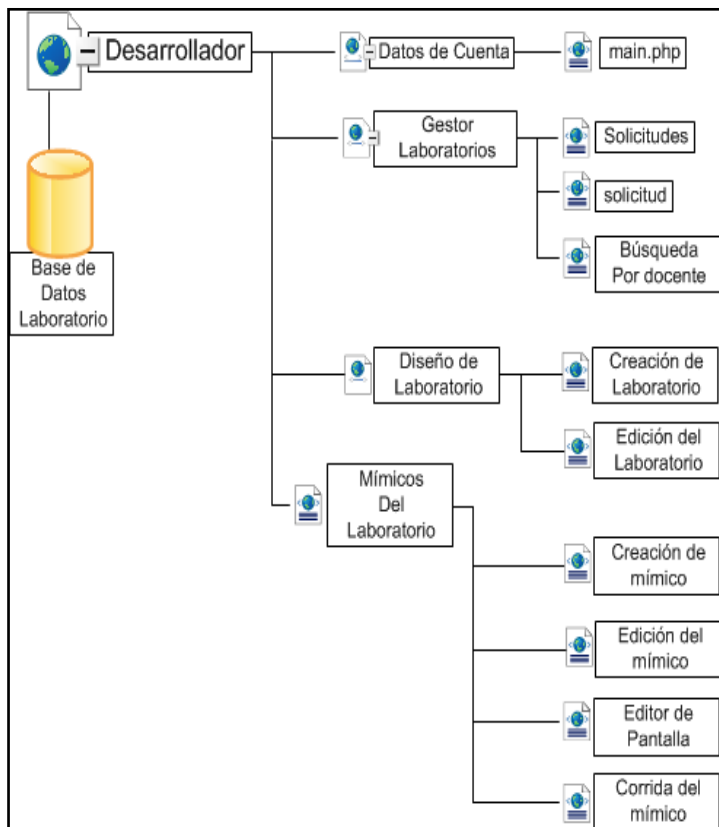 Desarrollador
Datos de Cuenta
main.php
Gestor
Laboratorios
Solicitudes
solicitud
Búsqueda
Por docente
Base de
Datos
Laboratorio
Diseño de
Laboratorio
Creación de
Laboratorio
Edición del
Laboratorio
Mímicos
Del
Laboratorio
Creación de
mímico
Edición del
mímico
Editor de
Pantalla
Corrida del
mímico